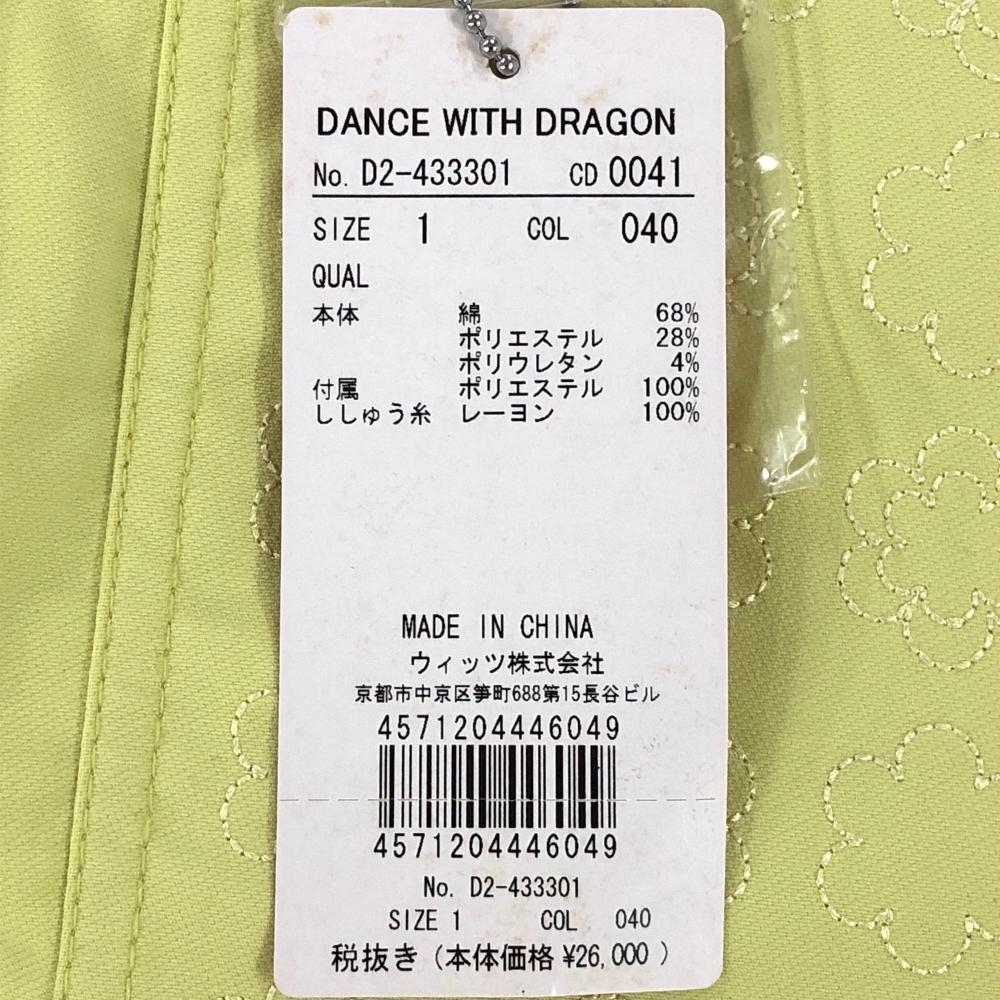 DANCE WITH DRAGON
No. D2-433301 CD 0041
SIZE 1 COL 040
QUAL
本体 綿 68%
ポリエステル 28%
ポリウレタン 4%
付属 ポリエステル 100%
ししゅう糸 レーヨン 100%
MADE IN CHINA
ウィッツ株式会社
京都市中京区笋町688第15長谷ビル
4571204446049
4571204446049
No. D2-433301
SIZE 1 COL 040
税抜き (本体価格 ¥26,000 )